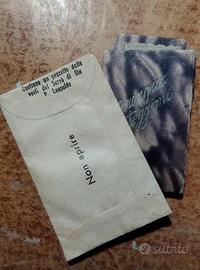 Contiene un pezzetto delle
vesti del Servo di Dio
P Leopoldo
Non aprire
subito